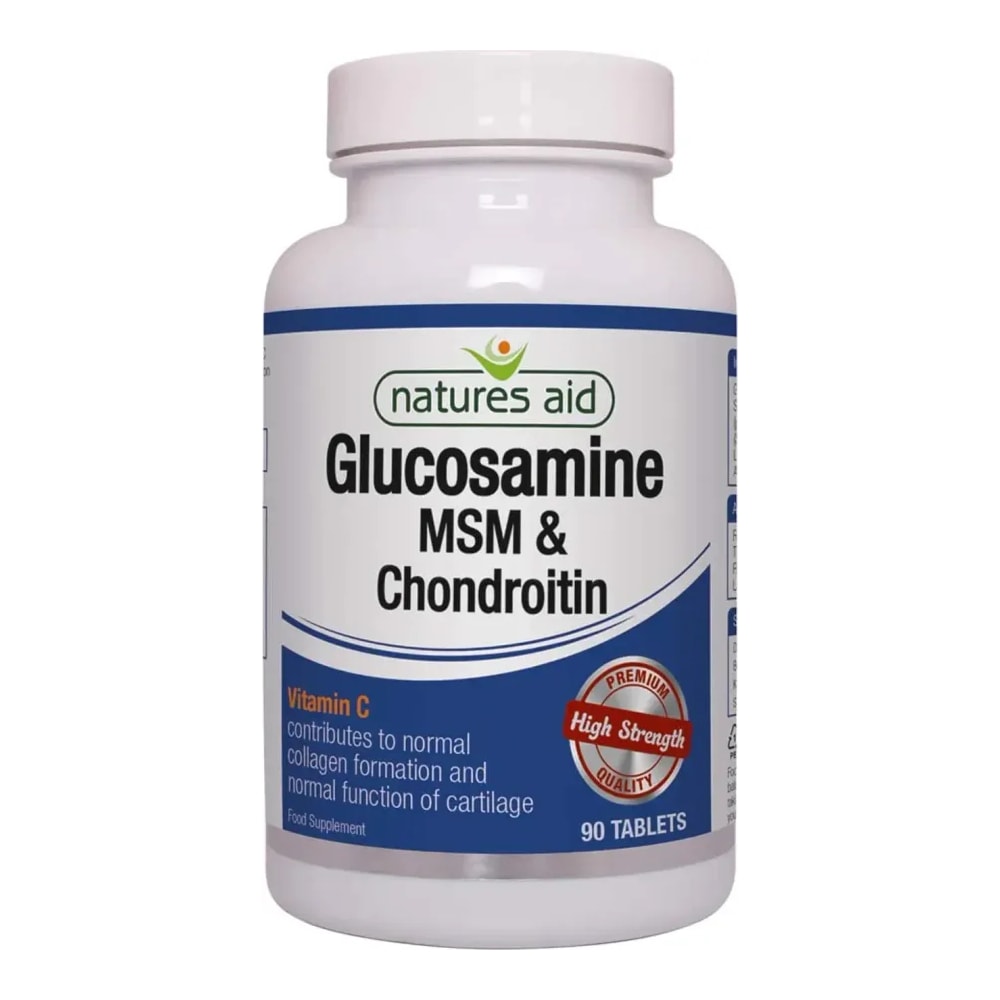 natures aid
Glucosamine
MSM &
Chondroitin
Vitamin C
contributes to normal
collagen formation and
normal function of cartilage
Food Supplement
PREMIUM
High Strength
QUALITY
90 TABLETS